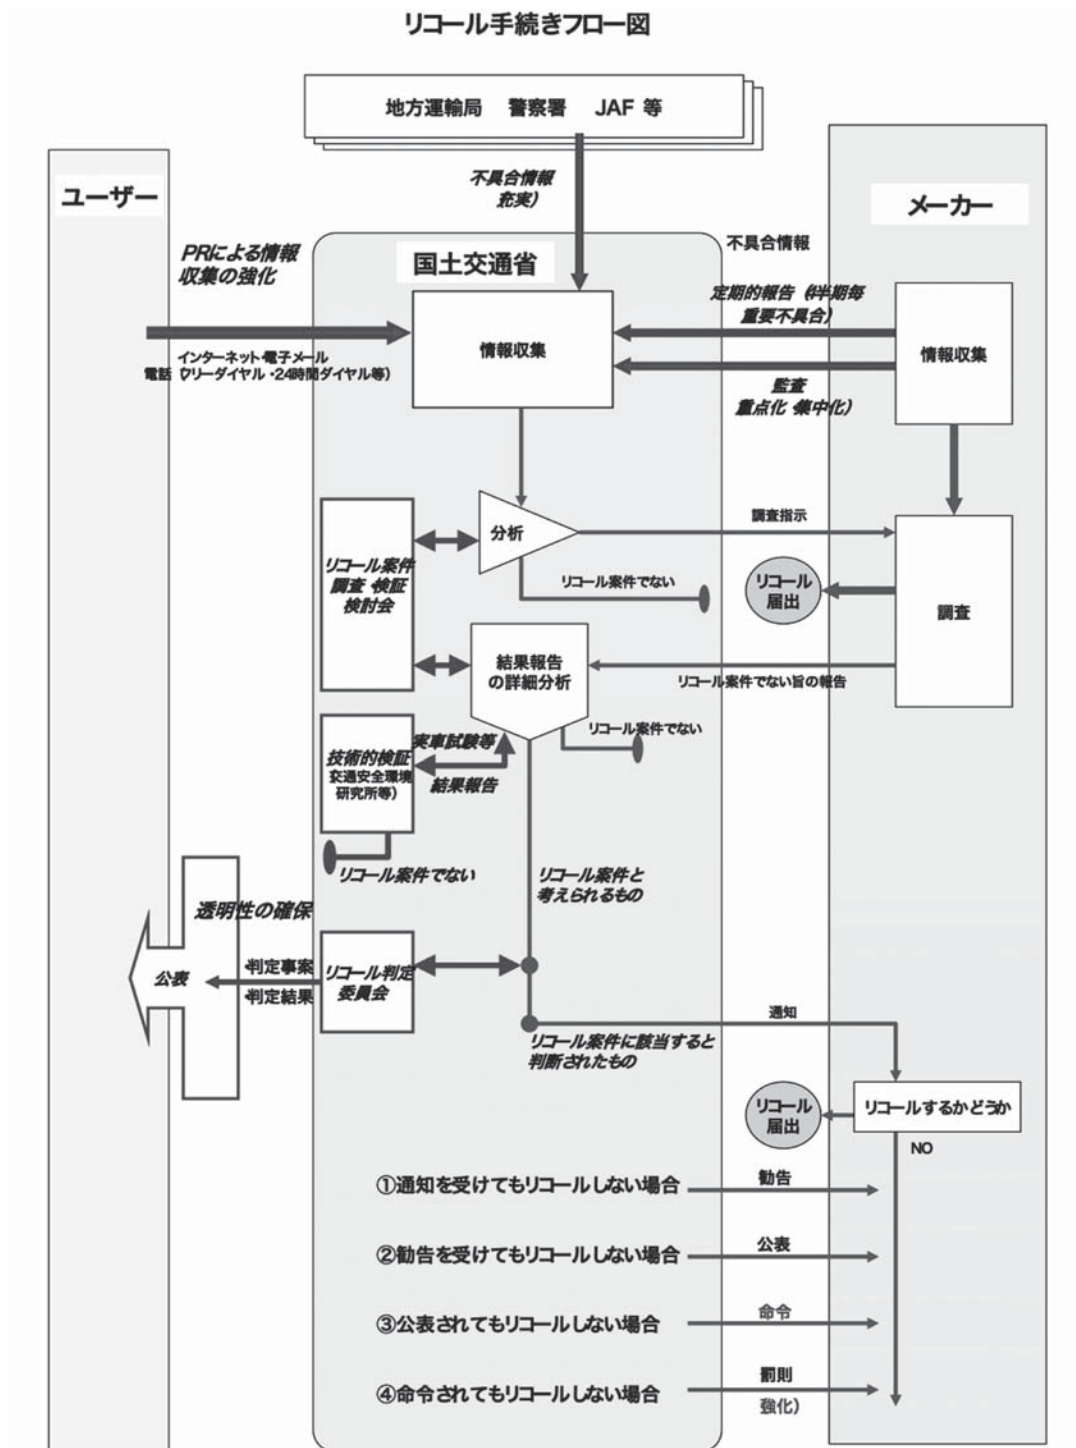 リコール手続きフロー図
地方運輸局 警察署 JAF 等
ユーザー
メーカー
不具合情報
充実)
PRによる情報
収集の強化
国土交通省
不具合情報
定期的報告(半期毎
重要不具合)
情報収集
情報収集
インターネット・電子メール
電話(フリーダイヤル・24時間ダイヤル等)
監査
重点化・集中化)
分析
調査指示
リコール案件
調査・検証
検討会
リコール案件でない
リコール
届出
調査
結果報告
の詳細分析
リコール案件でない旨の報告
技術的検証
交通安全環境
研究所等)
実車試験等
結果報告
リコール案件でない
リコール案件でない
リコール案件と
考えられるもの
透明性の確保
公表
・判定事案
・判定結果
リコール判定
委員会
通知
リコール案件に該当すると
判断されたもの
リコール
届出
リコールするかどうか
NO
①通知を受けてもリコールしない場合
勧告
②勧告を受けてもリコールしない場合
公表
③公表されてもリコールしない場合
命令
④命令されてもリコールしない場合
罰則
強化)